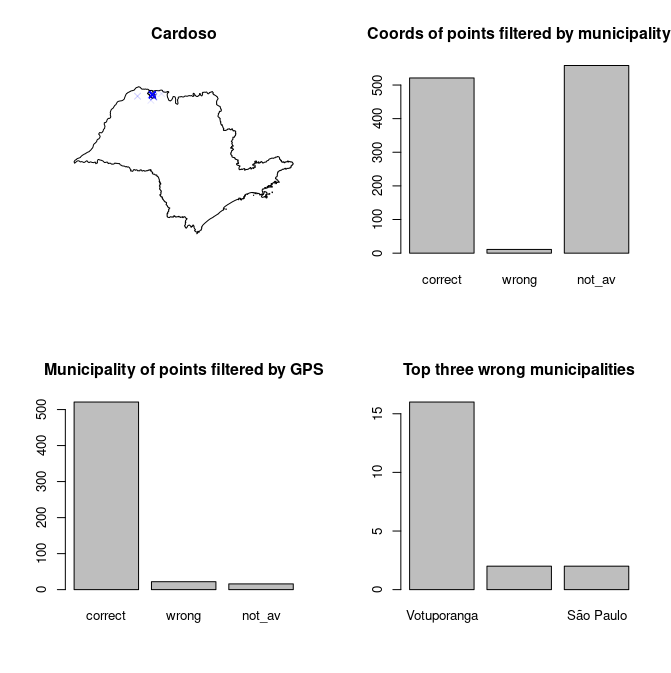 Cardoso
Coords of points filtered by municipality
500
400
300
200
100
0
correct wrong not_av
Municipality of points filtered by GPS
500
400
300
200
100
0
correct wrong not_av
Top three wrong municipalities
15
10
5
0
Votuporanga São Paulo